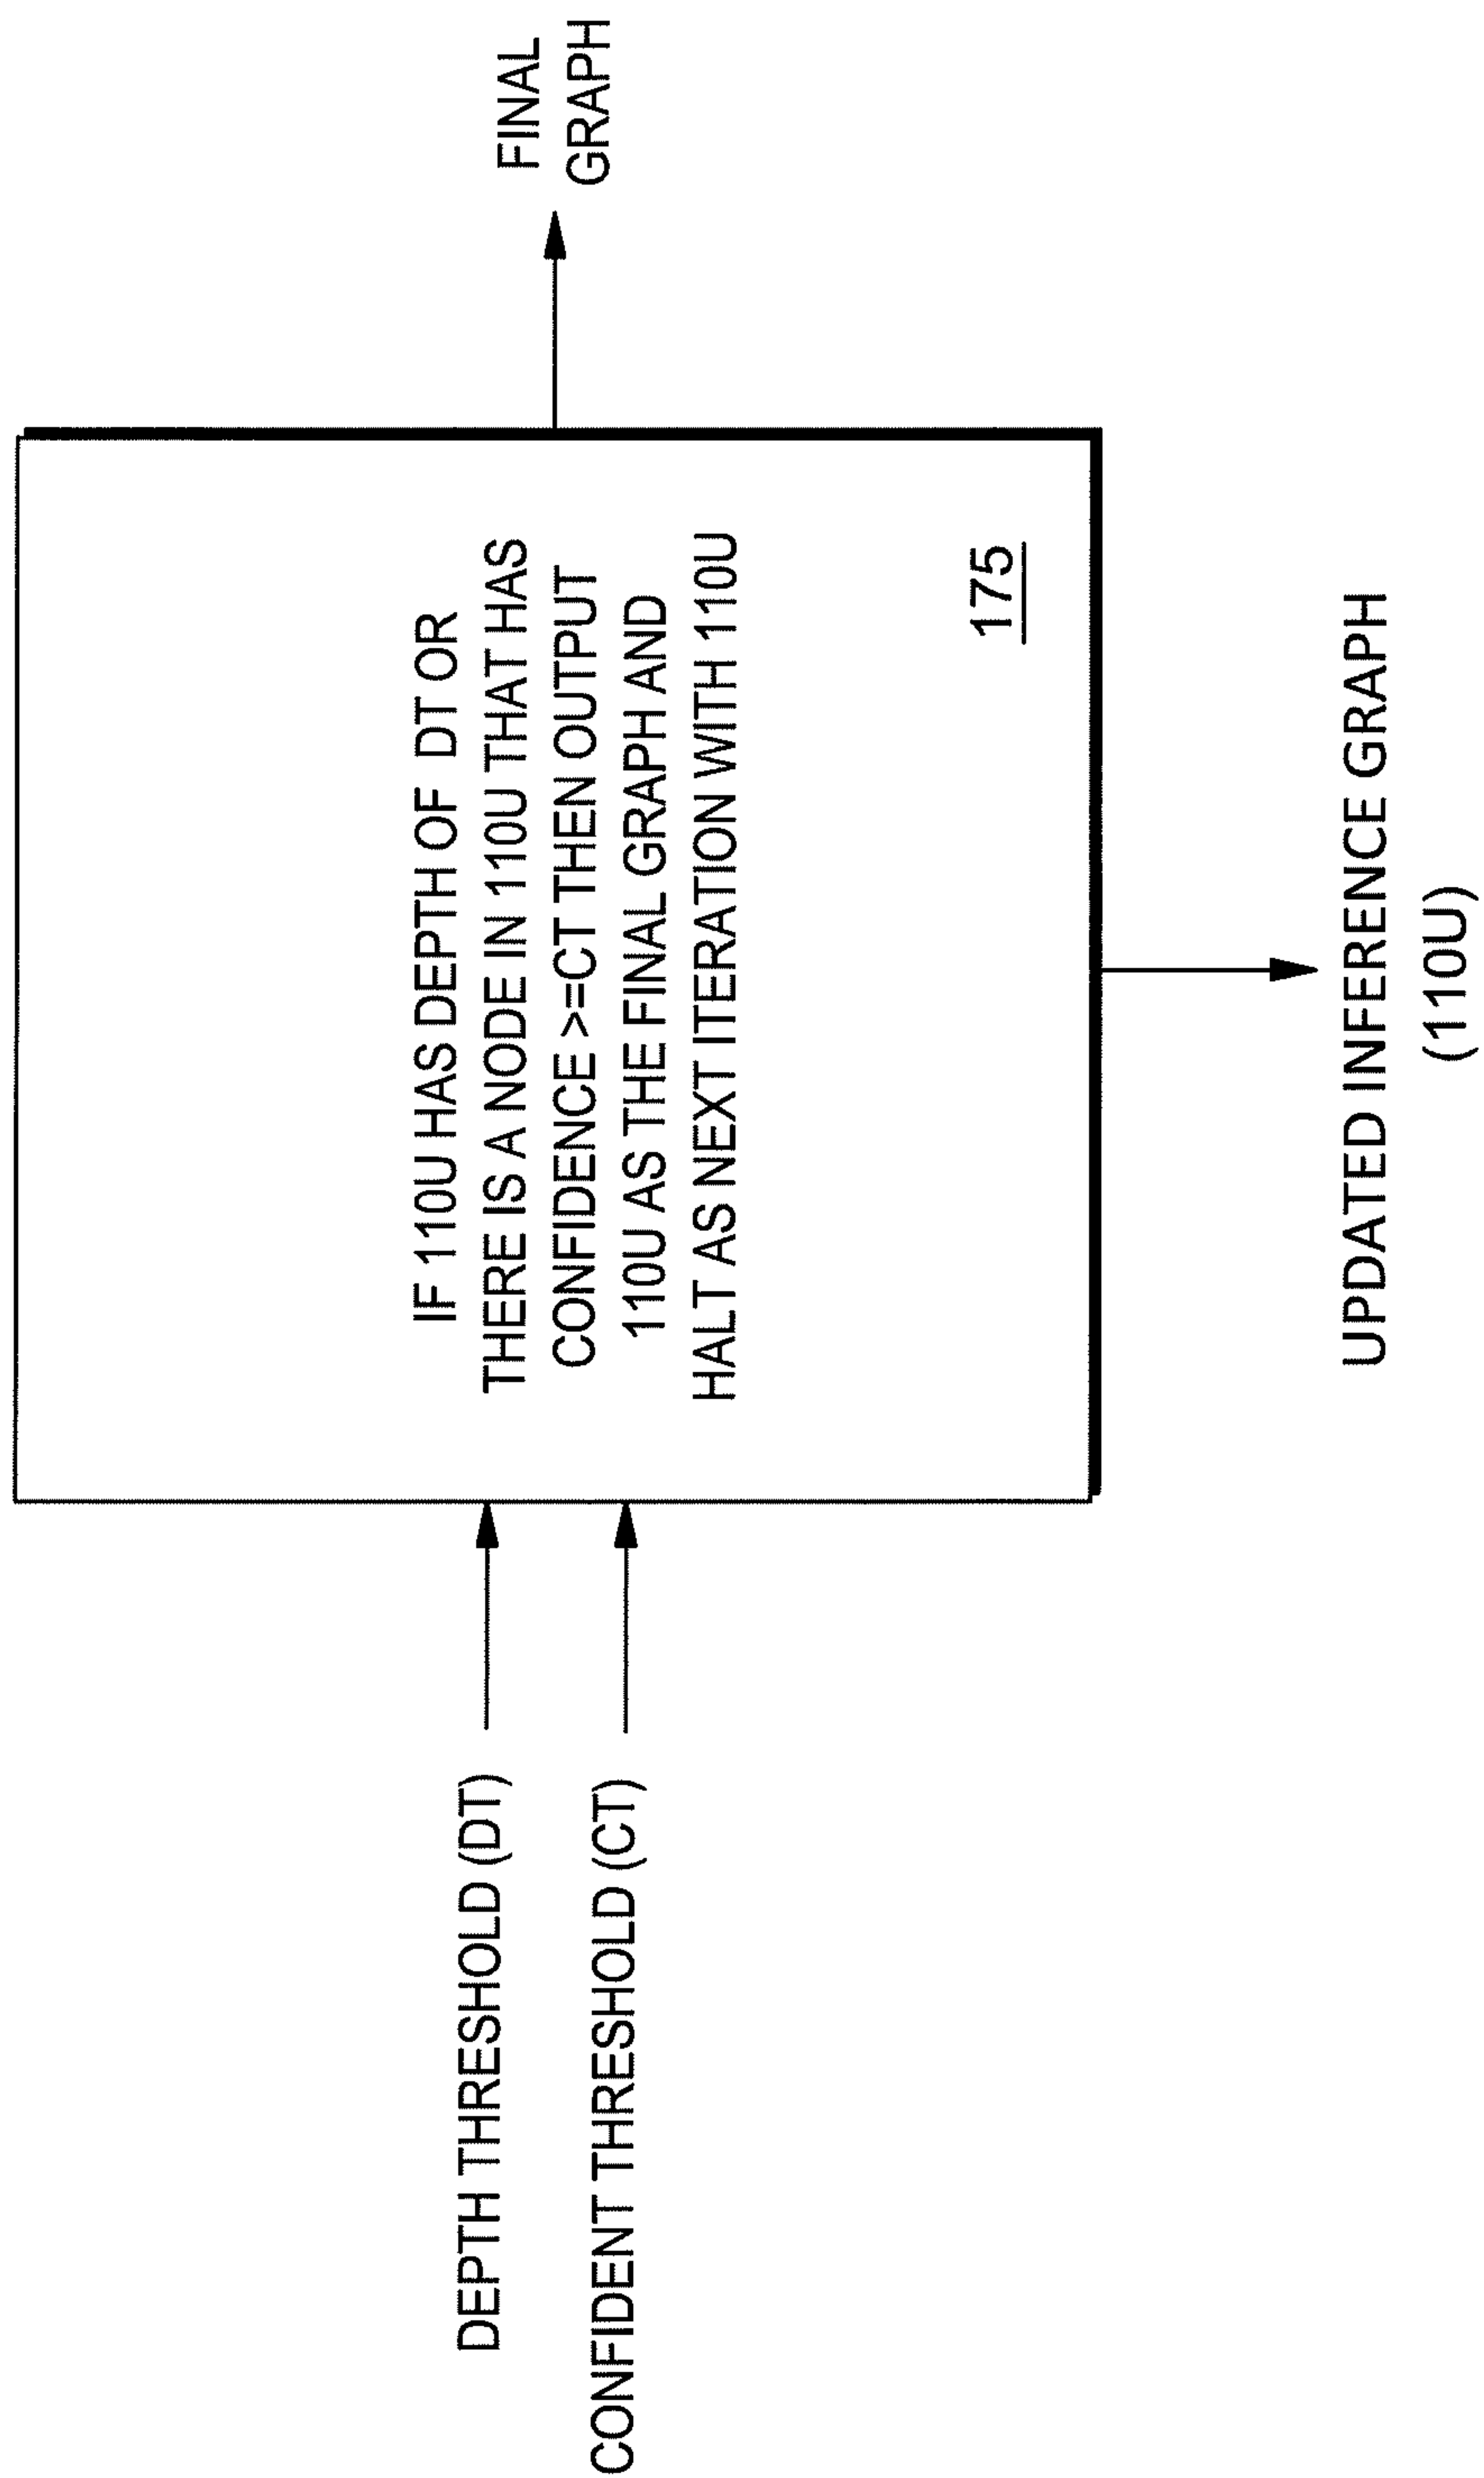 DEPTH THRESHOLD (DT)
CONFIDENT THRESHOLD (CT)
IF 110U HAS DEPTH OF DT OR
THERE IS A NODE IN 110U THAT HAS
CONFIDENCE >=CT THEN OUTPUT
110U AS THE FINAL GRAPH AND
HALT AS NEXT ITERATION WITH 110U
175
FINAL
GRAPH
UPDATED INFERENCE GRAPH
(110U)